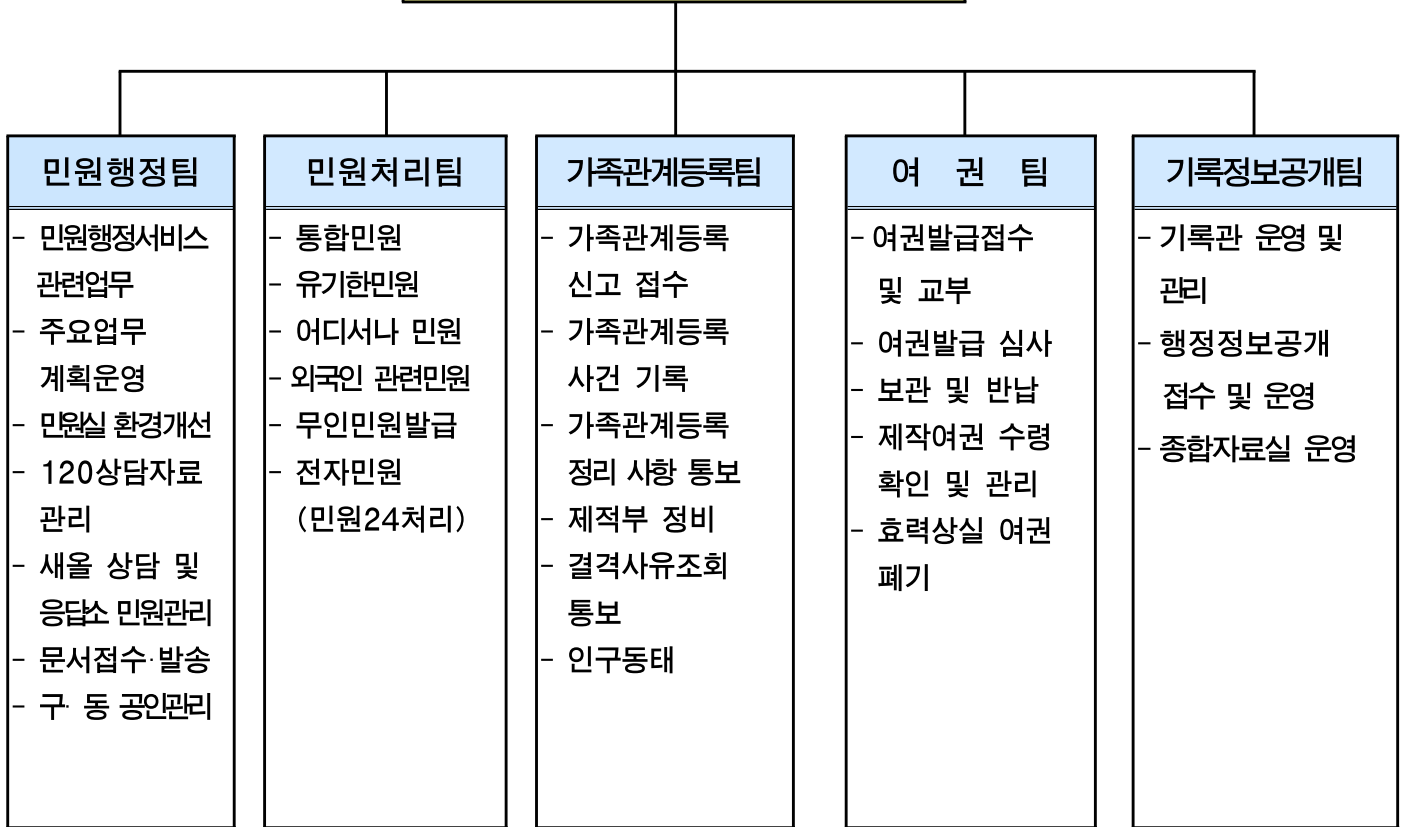 민원행정팀
- 민원행정서비스
관련업무
- 주요업무
계획운영
- 민원실 환경개선
- 120상담자료
관리
- 새올 상담 및
응답소 민원관리
- 문서접수·발송
- 구· 동 공인관리
민원처리팀
- 통합민원
- 유기한민원
- 어디서나 민원
- 외국인 관련민원
- 무인민원발급
- 전자민원
(민원24처리)
가족관계등록팀
- 가족관계등록
신고 접수
- 가족관계등록
사건 기록
- 가족관계등록
정리 사항 통보
- 제적부 정비
- 결격사유조회
통보
- 인구동태
여 권 팀
- 여권발급접수
및 교부
- 여권발급 심사
- 보관 및 반납
- 제작여권 수령
확인 및 관리
- 효력상실 여권
폐기
기록정보공개팀
- 기록관 운영 및
관리
- 행정정보공개
접수 및 운영
- 종합자료실 운영